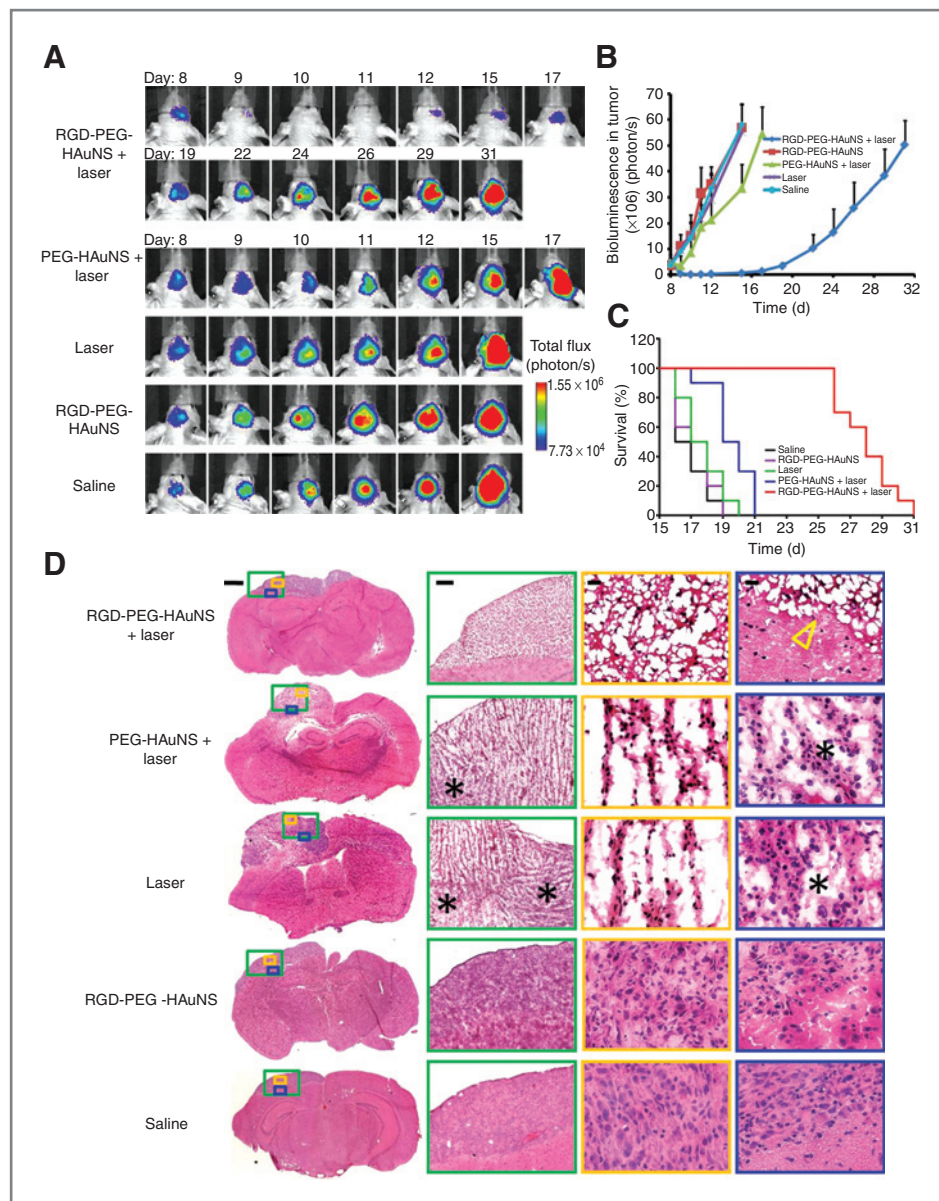 A
Day: 8 9 10 11 12 15 17
RGD-PEG-
HAuNS +
laser
Day: 19 22 24 26 29 31
PEG-HAuNS +
laser
Day: 8 9 10 11 12 15 17
Laser
RGD-PEG-
HAuNS
Saline
Total flux
(photon/s)
1.55 × 10⁶
7.73 × 10⁴
B
Bioluminescence in tumor
(×106) (photon/s)
70
60
50
40
30
20
10
0
8 12 16 20 24 28 32
Time (d)
RGD-PEG-HAuNS + laser
RGD-PEG-HAuNS
PEG-HAuNS + laser
Laser
Saline
C
Survival (%)
120
100
80
60
40
20
0
15 17 19 21 23 25 27 29 31
Time (d)
Saline
RGD-PEG-HAuNS
Laser
PEG-HAuNS + laser
RGD-PEG-HAuNS + laser
D
RGD-PEG-HAuNS
+ laser
PEG-HAuNS +
laser
*
*
Laser
* *
*
RGD-PEG -HAuNS
Saline